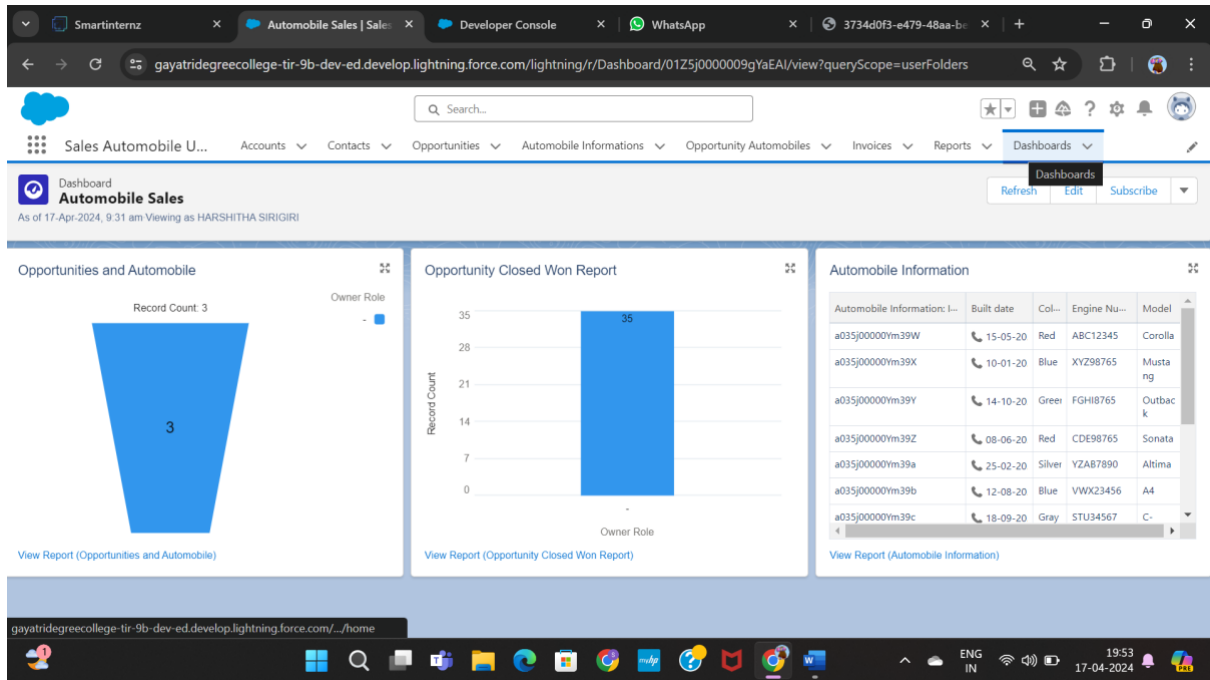 Smartinternz
Automobile Sales | Sales
Developer Console
WhatsApp
3734d0f3-e479-48aa-be
gayatridegreecollege-tir-9b-dev-ed.develop.lightning.force.com/lightning/r/Dashboard/01Z5j0000009gYaEAI/view?queryScope=userFolders
Search...
Sales Automobile U... Accounts Contacts Opportunities Automobile Informations Opportunity Automobiles Invoices Reports Dashboards
Dashboards
Dashboard
Automobile Sales
As of 17-Apr-2024, 9:31 am Viewing as HARSHITHA SIRIGIRI
Refresh Edit Subscribe
Opportunities and Automobile
Record Count: 3
Owner Role
-
3
View Report (Opportunities and Automobile)
Opportunity Closed Won Report
35
28
21
14
7
0
Record Count
35
-
Owner Role
View Report (Opportunity Closed Won Report)
Automobile Information
Automobile Information: I... Built date Col... Engine Nu... Model
a035j00000Ym39W 15-05-20 Red ABC12345 Corolla
a035j00000Ym39X 10-01-20 Blue XYZ98765 Musta
ng
a035j00000Ym39Y 14-10-20 Green FGHI8765 Outbac
k
a035j00000Ym39Z 08-06-20 Red CDE98765 Sonata
a035j00000Ym39a 25-02-20 Silver YZAB7890 Altima
a035j00000Ym39b 12-08-20 Blue VWX23456 A4
a035j00000Ym39c 18-09-20 Gray STU34567 C-
View Report (Automobile Information)
gayatridegreecollege-tir-9b-dev-ed.develop.lightning.force.com/.../home
1
myhp
W
ENG
IN
19:53
17-04-2024
PRE